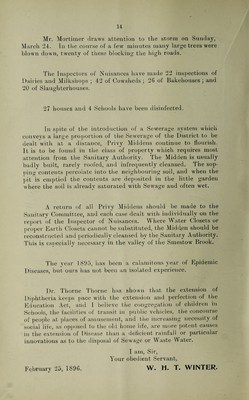 14
Mr. Mortimer draws attention to the storm on Sunday,
March 24. In the course of a few minutes many large trees were
blown down, twenty of these blocking the high roads.
The Inspectors of Nuisances have made 22 inspections of
Dairies and Milkshops ; 42 of Cowsheds ; 26 of Bakehouses ; and
20 of Slaughterhouses.
27 houses and 4 Schools have been disinfected.
In spite of the introduction of a Sewerage system which
conveys a large proportion of the Sewerage of the District to be
dealt with at a distance, Privy Middens continue to flourish.
It is to be found in the class of property which requires most
attention from the Sanitary Authority. The Midden is usually
badly built, rarely roofed, and infrequently cleansed. The sop-
ping contents percolate into the neighbouring soil, and when the
pit is emptied the contents are deposited in the little garden
where the soil is already saturated with Sewage and often wet.
A return of all Privy Middens should be made to the
Sanitary Committee, and each case dealt with individually on the
report of the Inspector of Nuisances. Where Water Closets or
proper Earth Closets cannot be substituted, the Midden should be
reconstructed and periodically cleansed by the Sanitary Authority.
This is especially necessary in the valley of the Smestow Brook.
The year 1895, has been a calamitous year of Epidemic
Diseases, but ours has not been an isolated experience.
Dr. Thorne Thorne has shown that the extension of
Diphtheria keeps pace with the extension and perfection of the
Education Act, and I believe the congregation of children in
Schools, the facilities of transit in public vehicles, the concourse
of people at places of amusement, and the increasing necessity of
social life, as opposed to the old home life, are more potent causes
in the extension of Disease than a deficient rainfall or particular
innovations as to the disposal of Sewage or Waste Water.
I am, Sir,
Your obedient Servant,
February 25, 1896. W. H. T. WINTER.